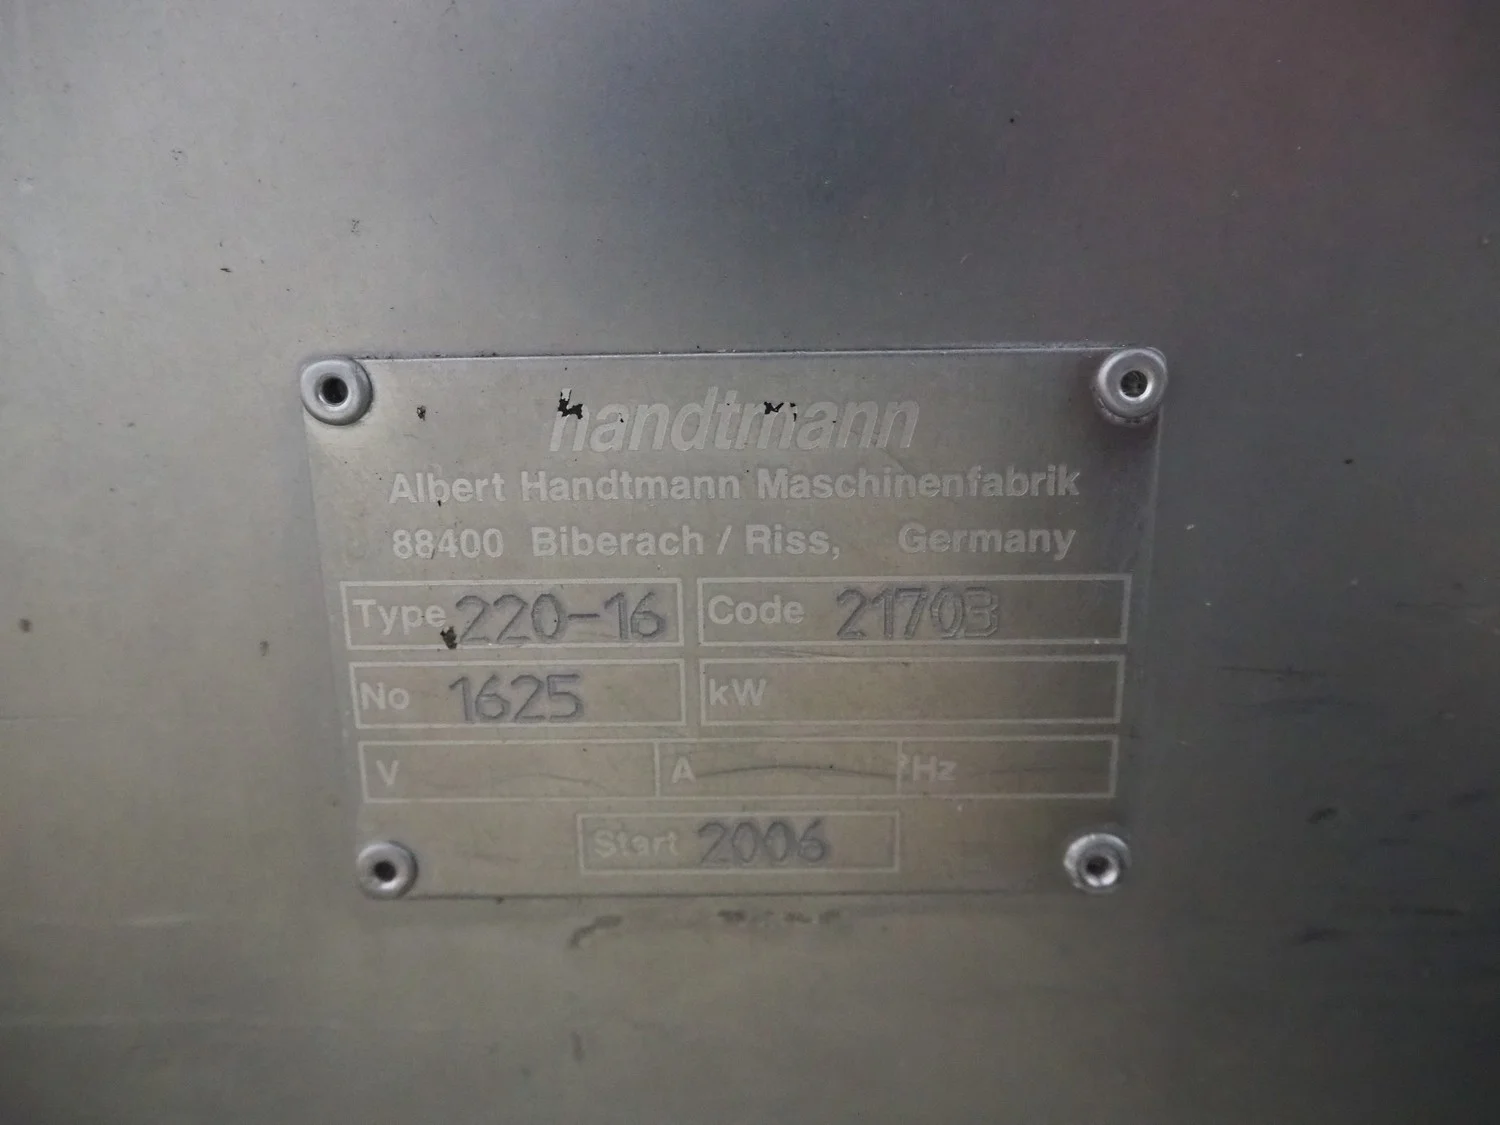 handtmann
Albert Handtmann Maschinenfabrik
88400 Biberach / Riss, Germany
Type 220-16 Code 21703
No 1625 kW
V A Hz
Start 2006